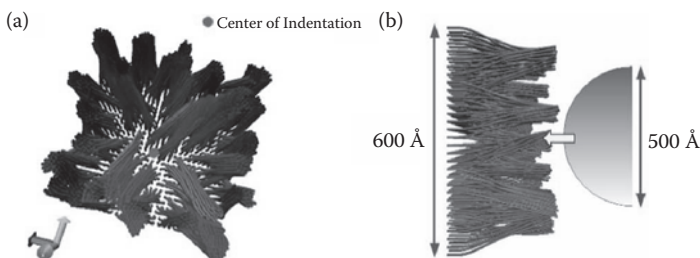 (a)
Center of Indentation
(b)
600 Å
500 Å